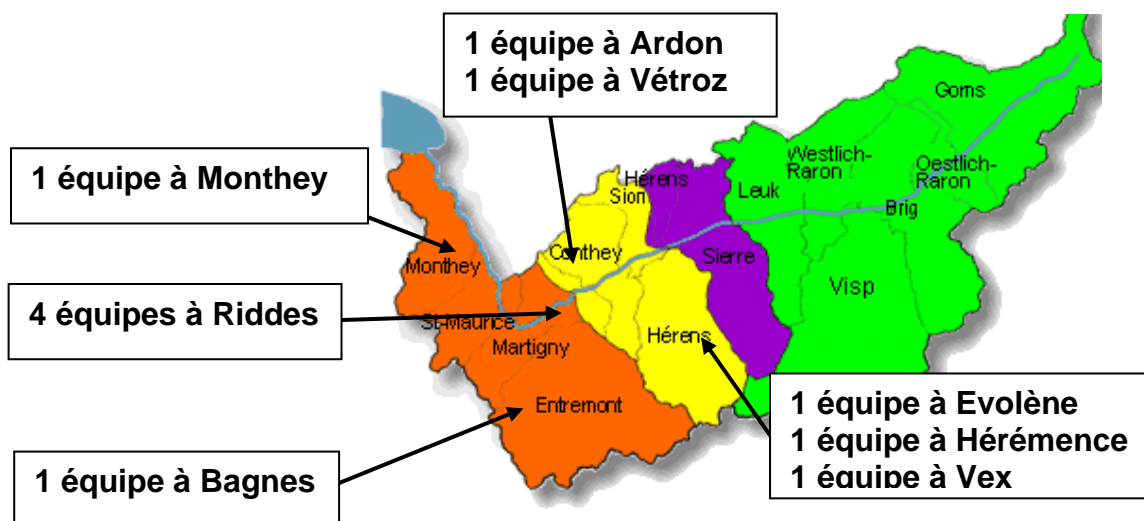 1 équipe à Ardon
1 équipe à Vétroz
Goms
1 équipe à Monthey
Westlich-
Raron
Oestlich-
Raron
Hérens
Sion
Leuk
Brig
Conthey
Sierre
Monthey
Visp
4 équipes à Riddes
St-Maurice
Hérens
Martigny
Entremont
1 équipe à Evolène
1 équipe à Hérémence
1 équipe à Vex
1 équipe à Bagnes